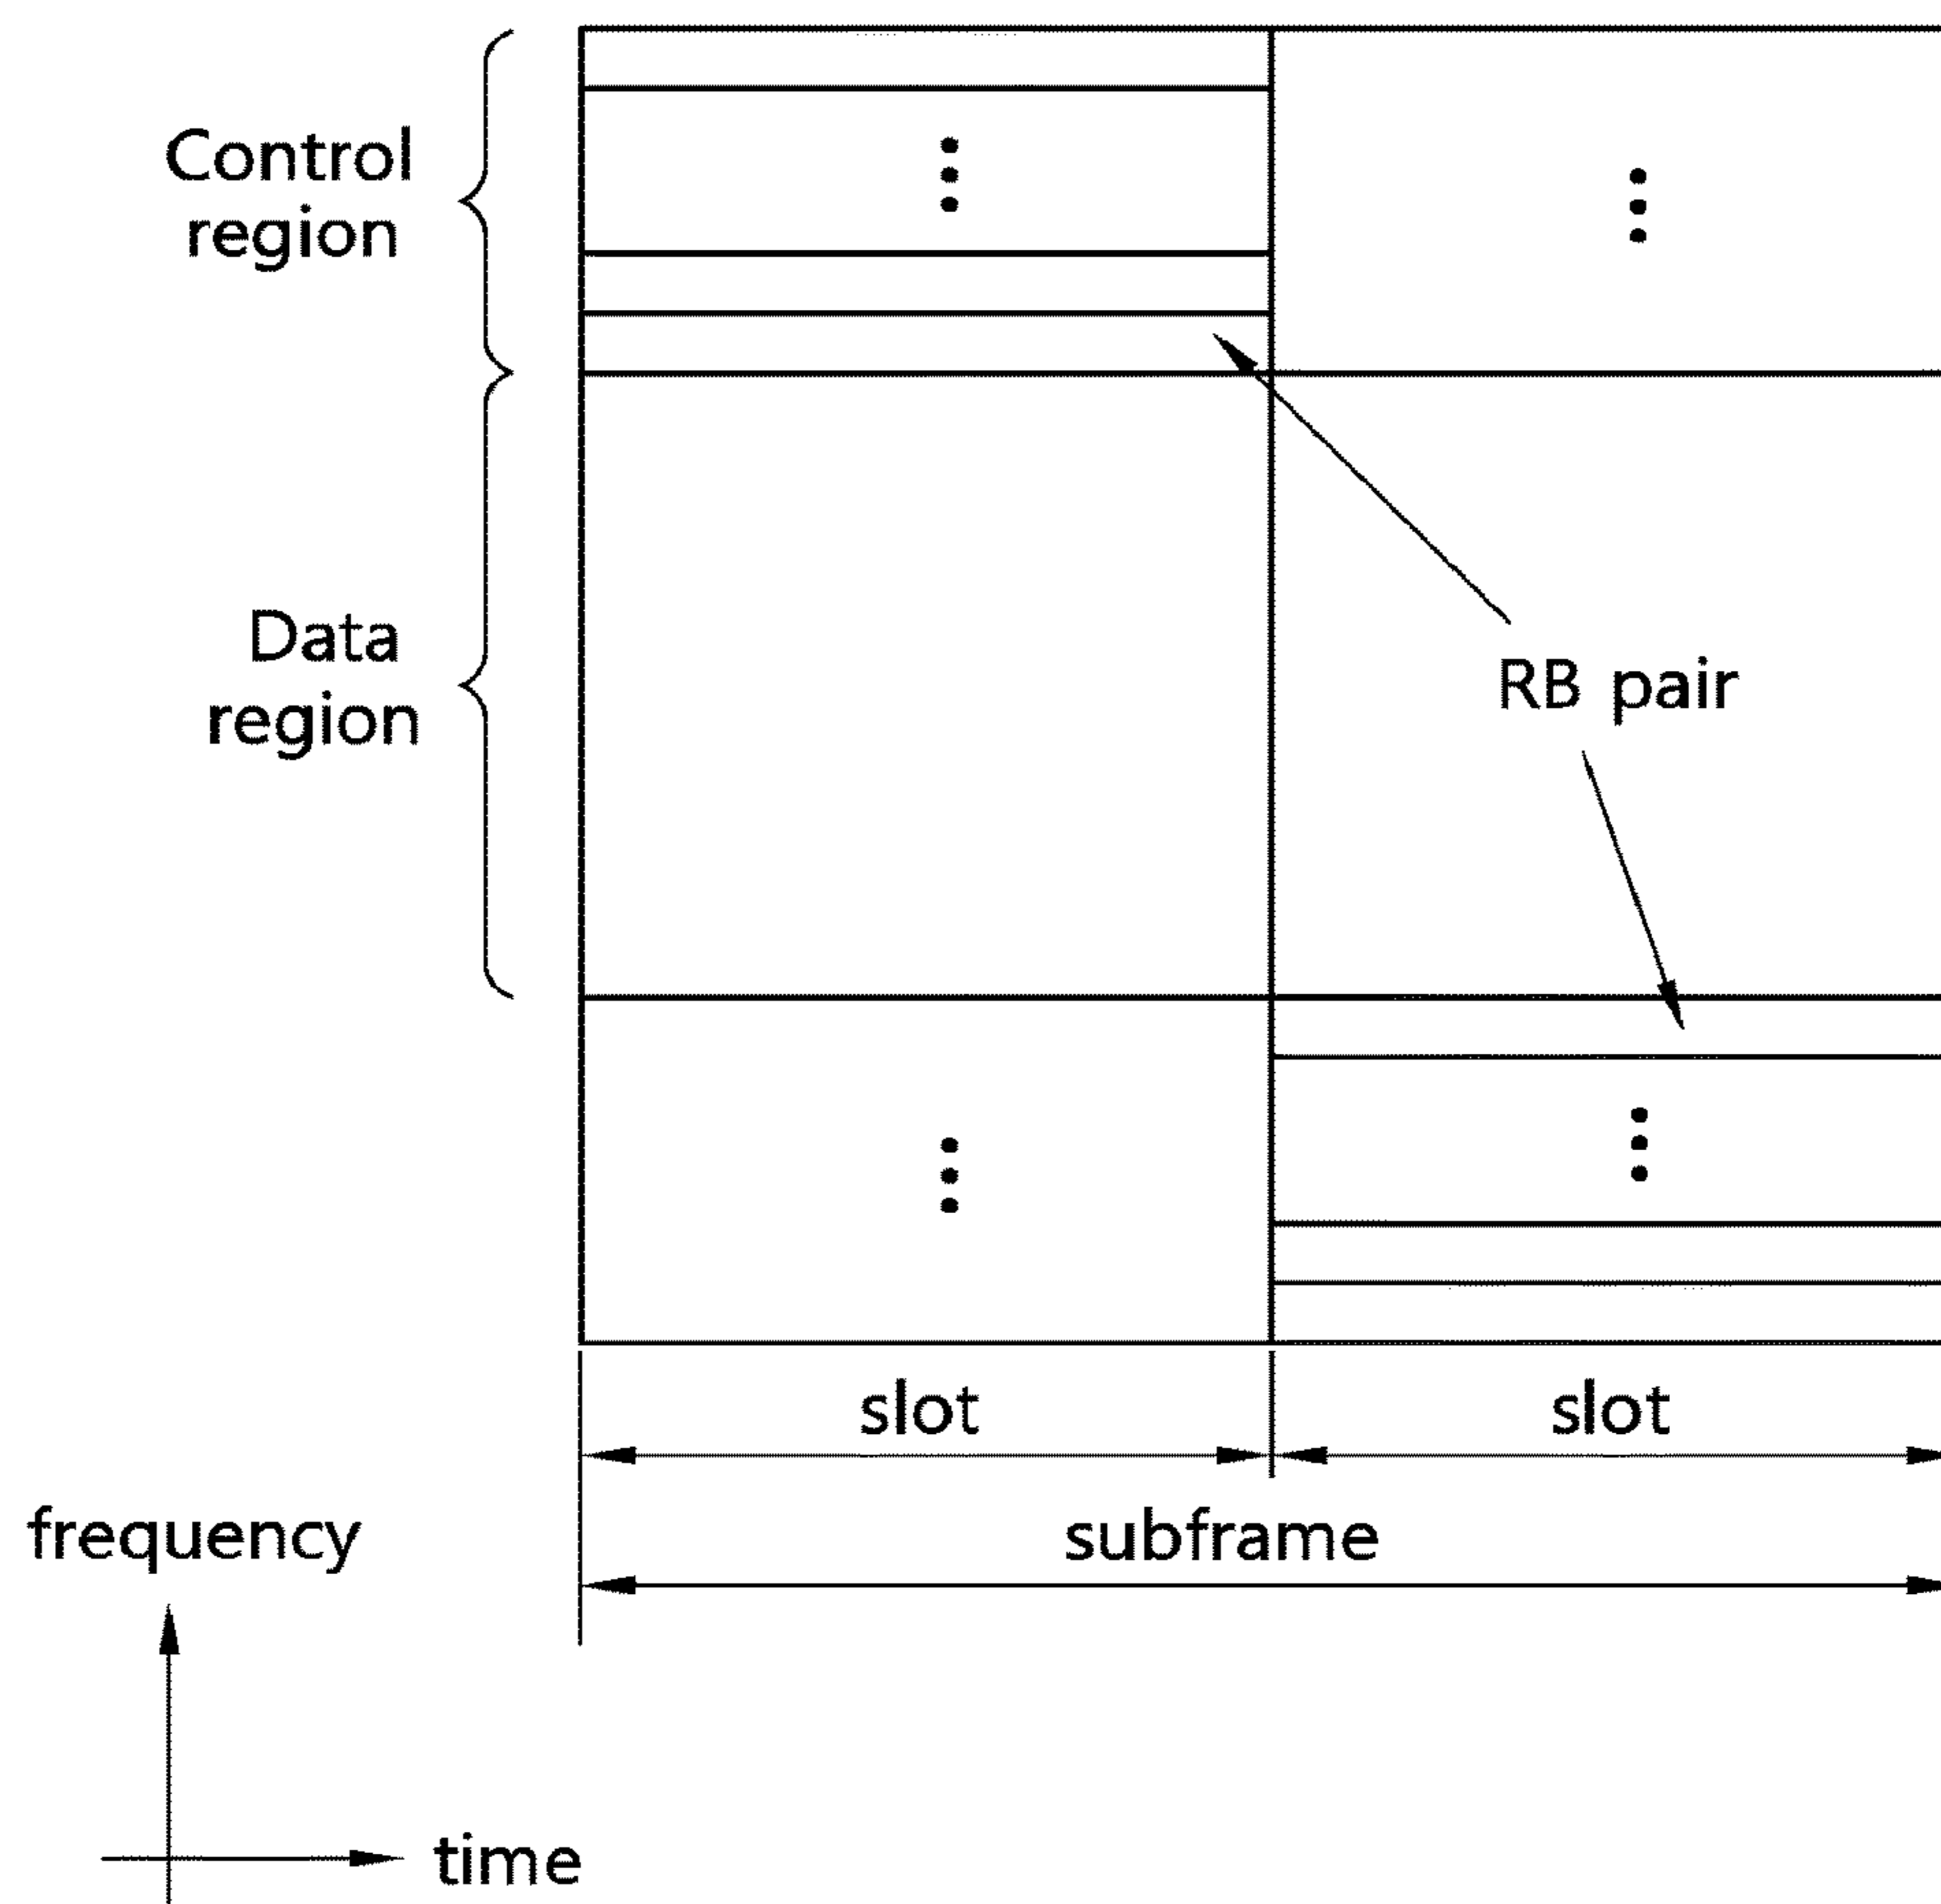 Control
region
Data
region
RB pair
slot
slot
subframe
frequency
time